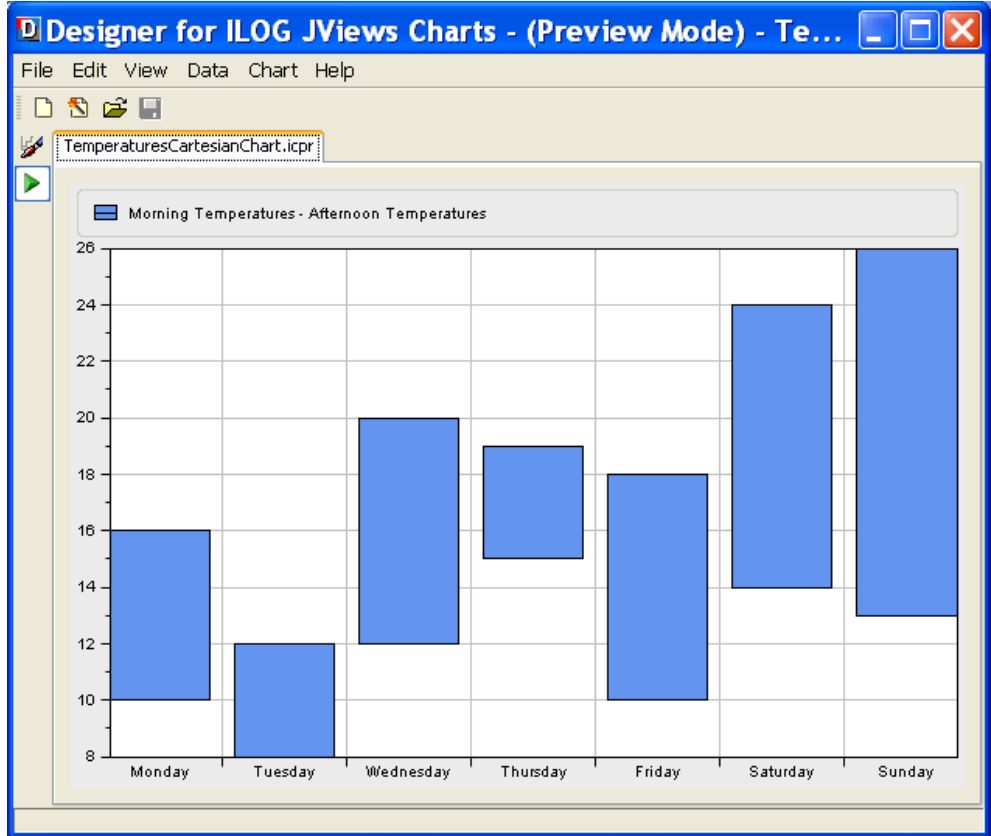 Designer for ILOG JViews Charts - (Preview Mode) - Te...
File Edit View Data Chart Help
TemperaturesCartesianChart.icpr
Morning Temperatures - Afternoon Temperatures
26
24
22
20
18
16
14
12
10
8
Monday Tuesday Wednesday Thursday Friday Saturday Sunday